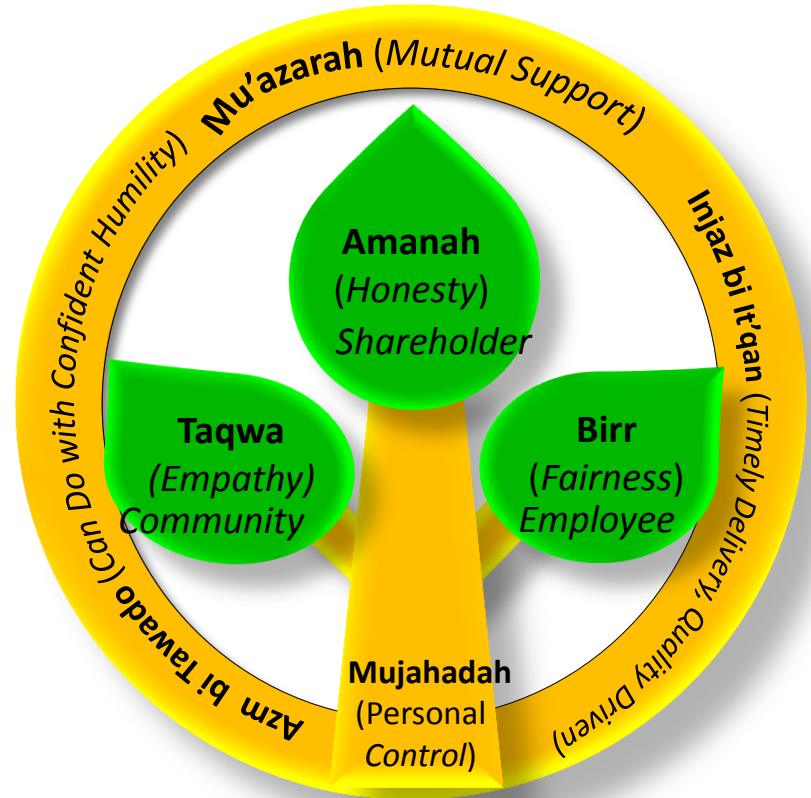 Mu’azarah (Mutual Support)
Injaz bi It’qan (Timely Delivery, Quality Driven)
Azm bi Tawado (Can Do with Confident Humility)
Amanah
(Honesty)
Shareholder
Taqwa
(Empathy)
Community
Birr
(Fairness)
Employee
Mujahadah
(Personal
Control)